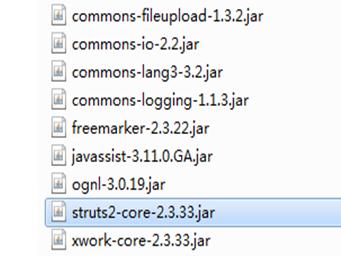 commons-fileupload-1.3.2.jar
commons-io-2.2.jar
commons-lang3-3.2.jar
commons-logging-1.1.3.jar
freemarker-2.3.22.jar
javassist-3.11.0.GA.jar
ognl-3.0.19.jar
struts2-core-2.3.33.jar
xwork-core-2.3.33.jar